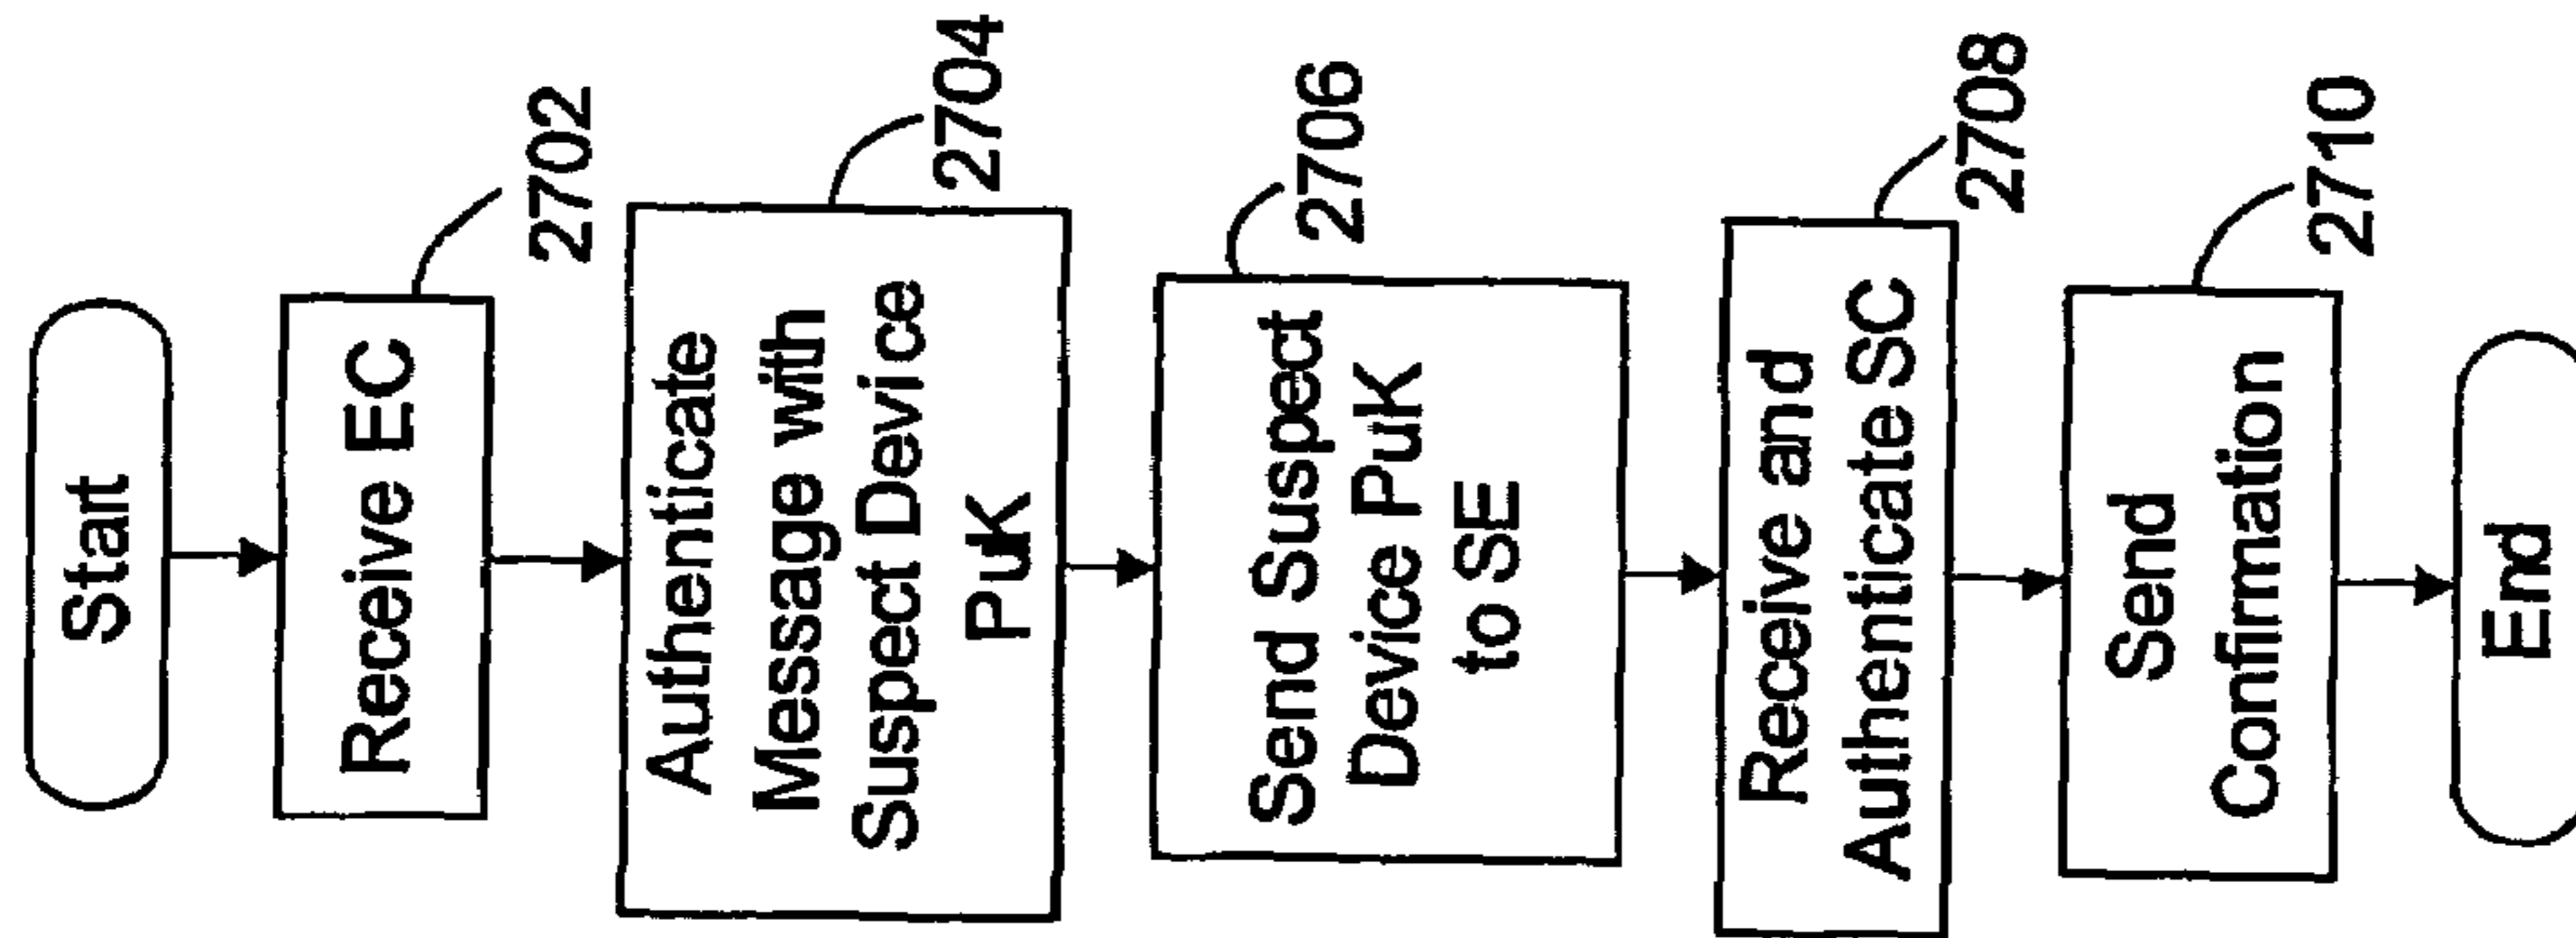 Start
Receive EC
2702
Authenticate
Message with
Suspect Device
PuK
2704
Send Suspect
Device PuK
to SE
2706
Receive and
Authenticate SC
2708
Send
Confirmation
2710
End